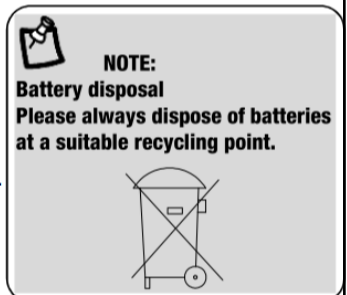 NOTE:
Battery disposal
Please always dispose of batteries
at a suitable recycling point.